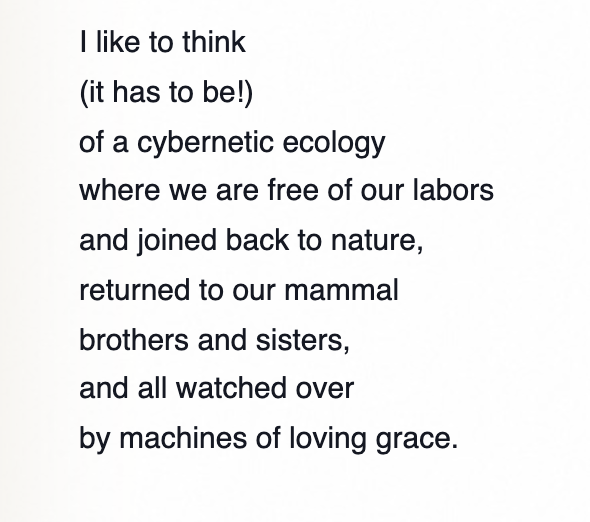 I like to think
(it has to be!)
of a cybernetic ecology
where we are free of our labors
and joined back to nature,
returned to our mammal
brothers and sisters,
and all watched over
by machines of loving grace.